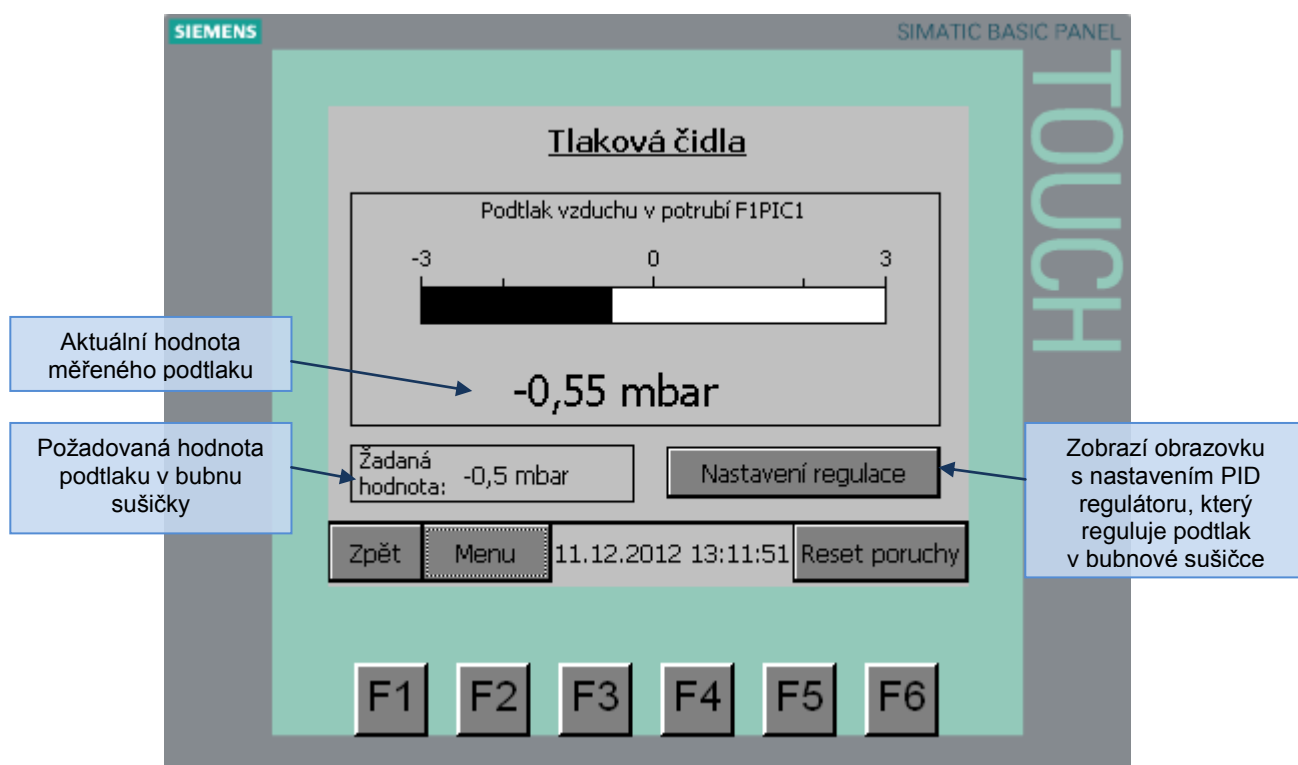 SIEMENS
SIMATIC BASIC PANEL
TOUCH
Tlaková čidla
Podtlak vzduchu v potrubí F1PIC1
-3 0 3
Aktuální hodnota
měřeného podtlaku
-0,55 mbar
Požadovaná hodnota
podtlaku v bubnu
sušičky
Žadaná
hodnota:
-0,5 mbar
Nastavení regulace
Zobrazí obrazovku
s nastavením PID
regulátoru, který
reguluje podtlak
v bubnové sušičce
Zpět
Menu
11.12.2012 13:11:51
Reset poruchy
F1 F2 F3 F4 F5 F6